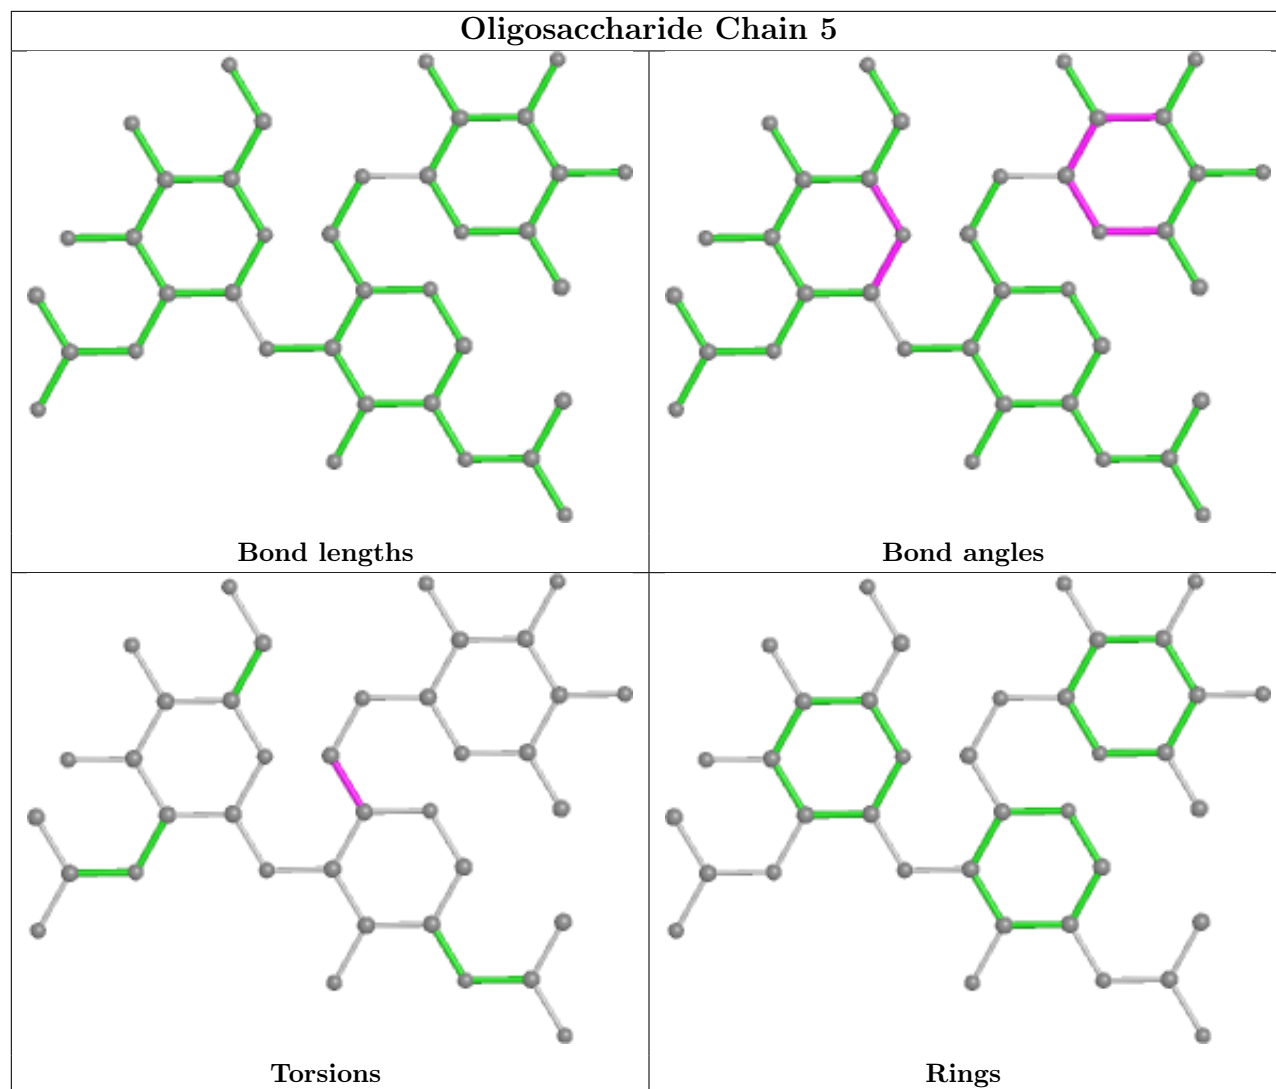 Oligosaccharide Chain 5
Bond lengths
Bond angles
Torsions
Rings